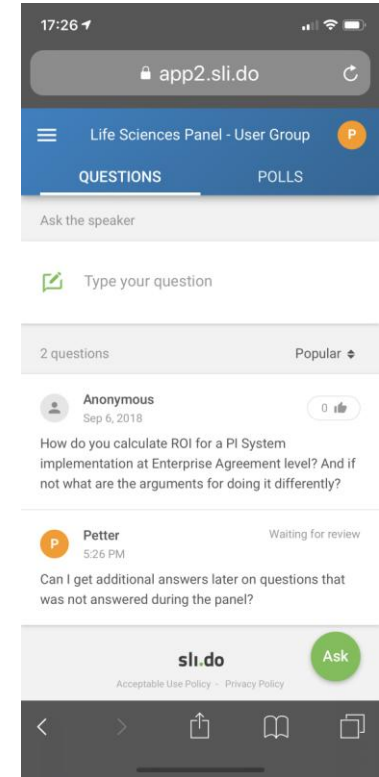 17:26
app2.sli.do
Life Sciences Panel - User Group
P
QUESTIONS
POLLS
Ask the speaker
Type your question
2 questions
Popular
Anonymous
0
Sep 6, 2018
How do you calculate ROI for a PI System
implementation at Enterprise Agreement level? And if
not what are the arguments for doing it differently?
P
Petter
Waiting for review
5:26 PM
Can I get additional answers later on questions that
was not answered during the panel?
sli.do
Ask
Acceptable Use Policy - Privacy Policy